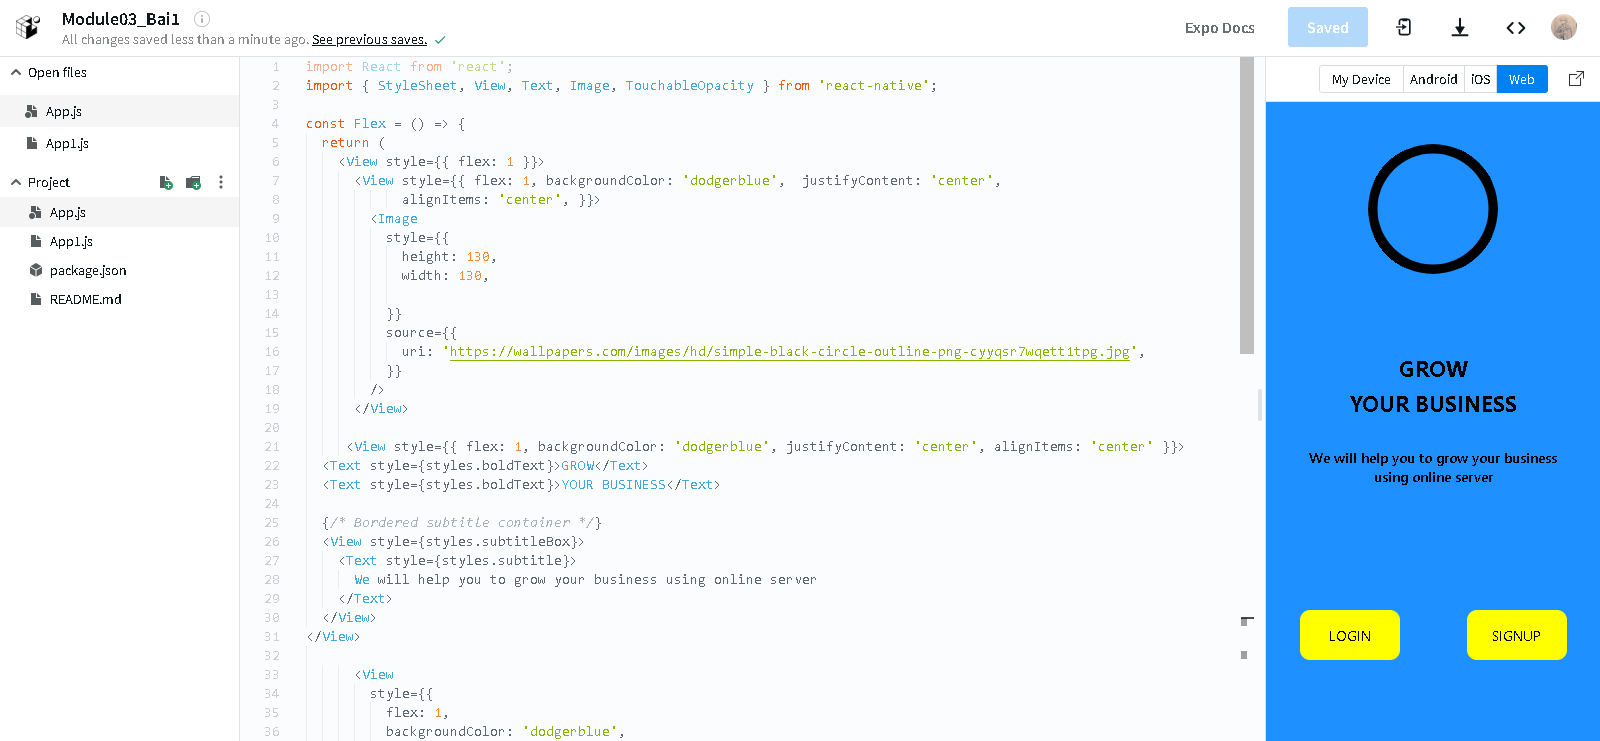 Module03_Bai1
All changes saved less than a minute ago. See previous saves.
Expo Docs
Saved
Open files
App.js
App1.js
Project
App.js
App1.js
package.json
README.md
1 import React from 'react';
2 import { StyleSheet, View, Text, Image, TouchableOpacity } from 'react-native';
3
4 const Flex = () => {
5 return (
6 <View style={{ flex: 1 }}>
7 <View style={{ flex: 1, backgroundColor: 'dodgerblue',  justifyContent: 'center',
8 alignItems: 'center', }}>
9 <Image
10 style={{
11 height: 130,
12 width: 130,
13
14 }}
15 source={{
16 uri: 'https://wallpapers.com/images/hd/simple-black-circle-outline-png-cyyqsr7wqett1tpg.jpg',
17 }}
18 />
19 </View>
20
21 <View style={{ flex: 1, backgroundColor: 'dodgerblue', justifyContent: 'center', alignItems: 'center' }}>
22 <Text style={styles.boldText}>GROW</Text>
23 <Text style={styles.boldText}>YOUR BUSINESS</Text>
24
25 {/* Bordered subtitle container */}
26 <View style={styles.subtitleBox}>
27 <Text style={styles.subtitle}>
28 We will help you to grow your business using online server
29 </Text>
30 </View>
31 </View>
32
33 <View
34 style={{
35 flex: 1,
36 backgroundColor: 'dodgerblue',
My Device Android iOS Web
GROW
YOUR BUSINESS
We will help you to grow your business
using online server
LOGIN SIGNUP